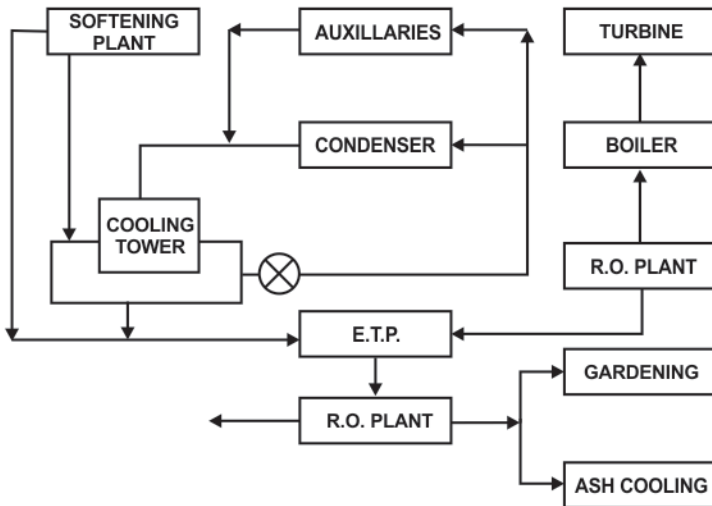 SOFTENING
PLANT
AUXILLARIES
TURBINE
CONDENSER
BOILER
COOLING
TOWER
R.O. PLANT
E.T.P.
GARDENING
R.O. PLANT
ASH COOLING